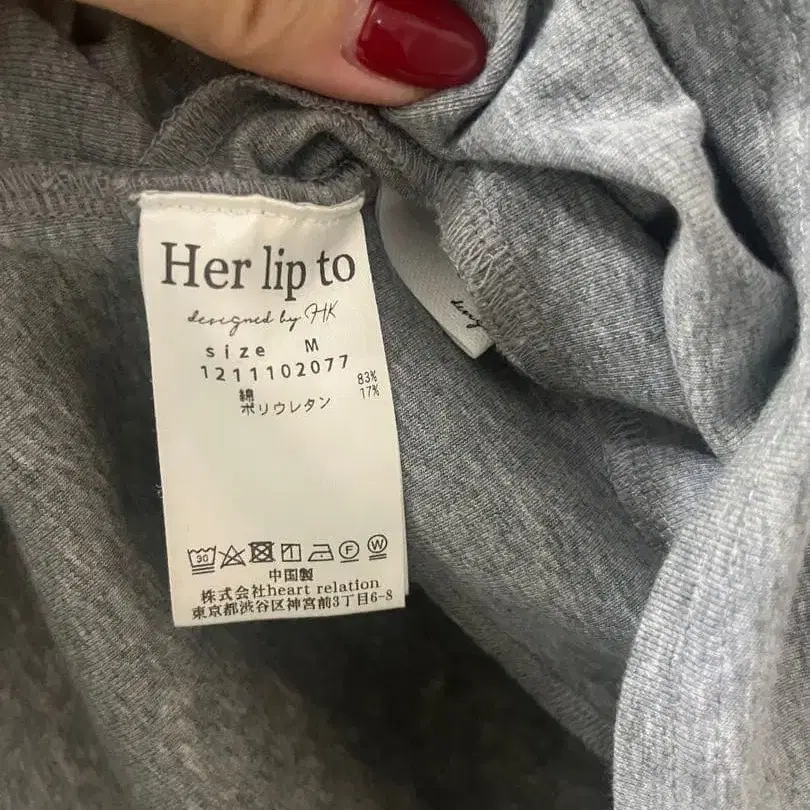 Her lip to
designed by HK
size M
1211102077
綿 83%
ポリウレタン 17%
30 F W
中国製
株式会社heart relation
東京都渋谷区神宮前3丁目6-8